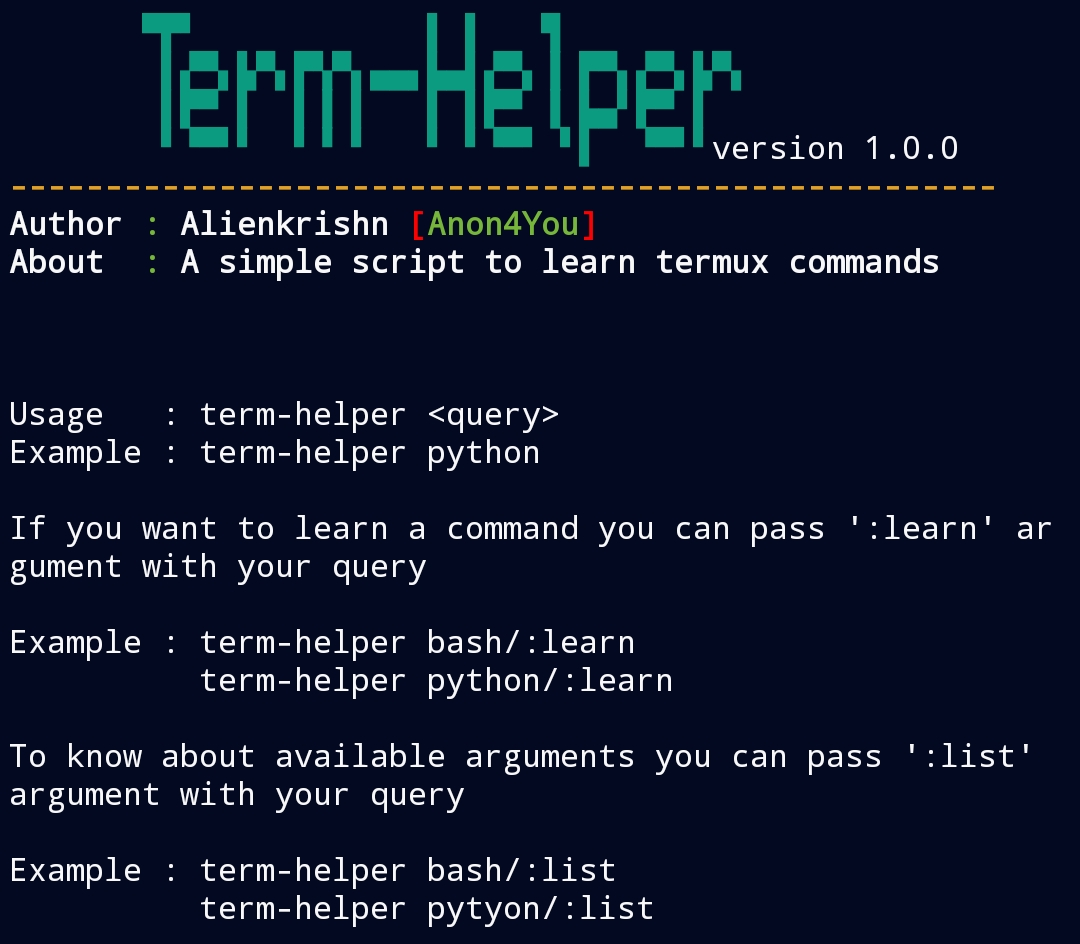 Term-Helper
version 1.0.0
----------------------------------------------------
Author : Alienkrishn [Anon4You]
About  : A simple script to learn termux commands
Usage   : term-helper <query>
Example : term-helper python
If you want to learn a command you can pass ':learn' ar
gument with your query
Example : term-helper bash/:learn
          term-helper python/:learn
To know about available arguments you can pass ':list'
argument with your query
Example : term-helper bash/:list
          term-helper pytyon/:list